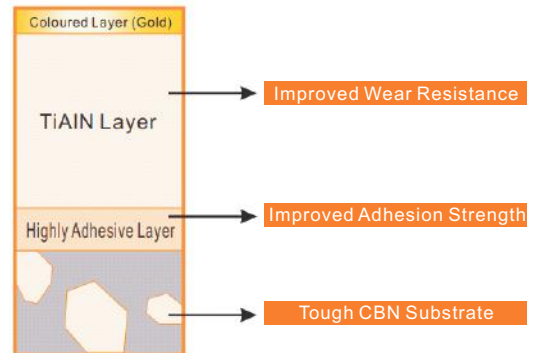 Coloured Layer (Gold)
TiAlN Layer
Improved Wear Resistance
Highly Adhesive Layer
Improved Adhesion Strength
Tough CBN Substrate